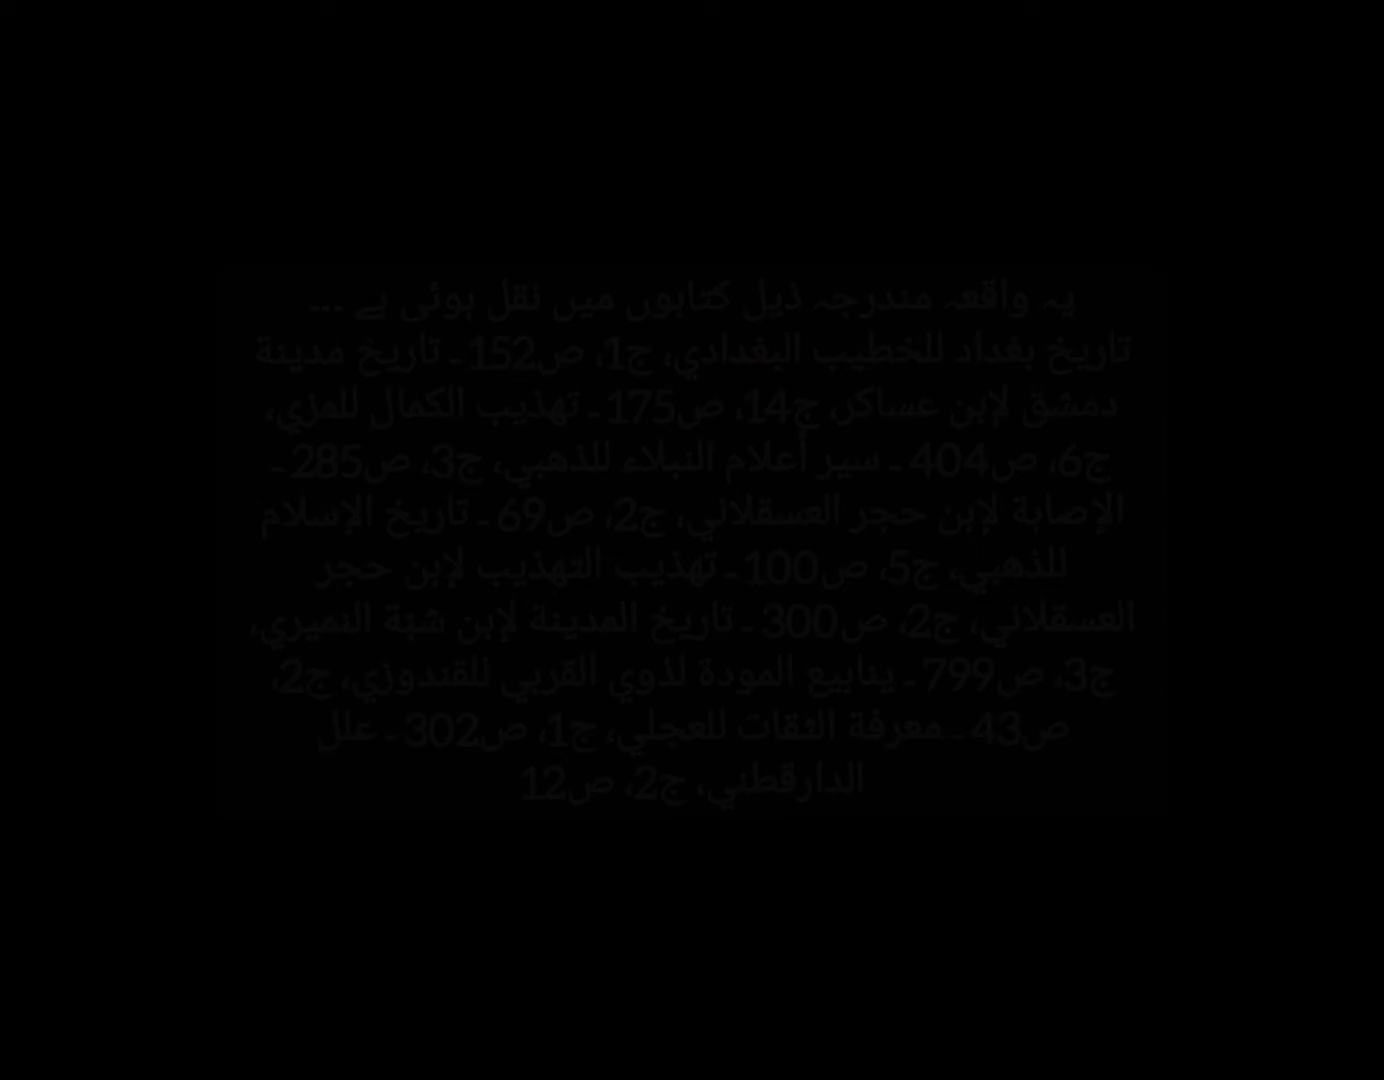 یہ واقعہ مندرجہ ذیل کتابوں میں نقل ہوئی ہے ...
تاريخ بغداد للخطيب البغدادي، ج1، ص152 ـ تاريخ مدينة
دمشق لإبن عساكر، ج14، ص175 ـ تهذيب الكمال للمزي،
ج6، ص404 ـ سير أعلام النبلاء للذهبي، ج3، ص285 ـ
الإصابة لإبن حجر العسقلاني، ج2، ص69 ـ تاريخ الإسلام
للذهبي، ج5، ص100 ـ تهذيب التهذيب لإبن حجر
العسقلاني، ج2، ص300 ـ تاريخ المدينة لإبن شبة النميري،
ج3، ص799 ـ ينابيع المودة لذوي القربي للقندوزي، ج2،
ص43 ـ معرفة الثقات للعجلي، ج1، ص302 ـ علل
الدارقطني، ج2، ص12